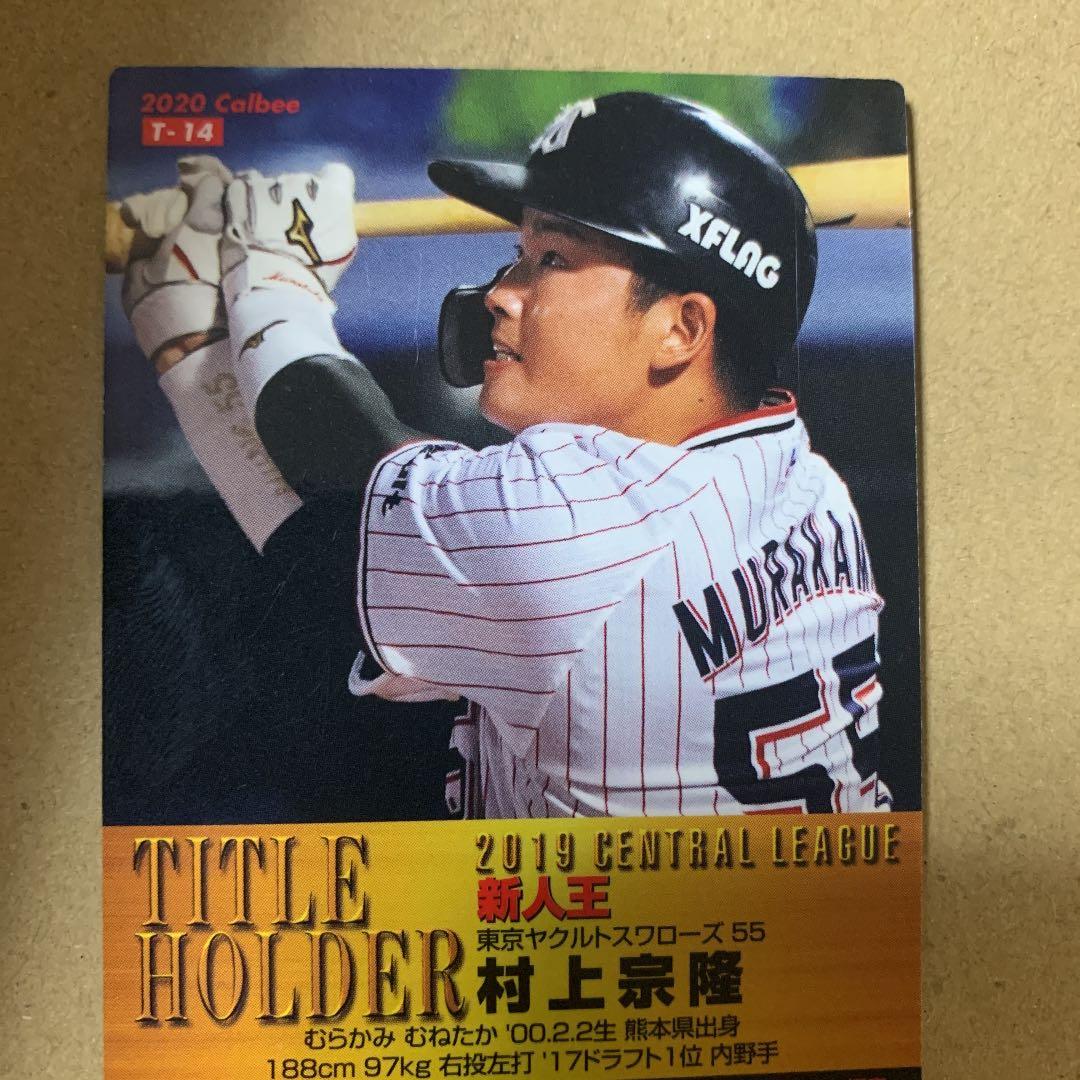 2020 Calbee
T-14
XFLAG
MURAKAM
55
TITLE
HOLDER
2019 CENTRAL LEAGUE
新人王
東京ヤクルトスワローズ 55
村上宗隆
むらかみ むねたか '00.2.2生 熊本県出身
188cm 97kg 右投左打 '17ドラフト1位 内野手